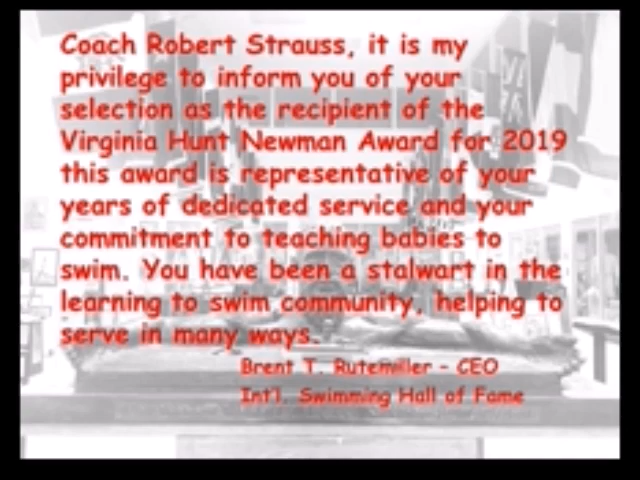 Coach Robert Strauss, it is my
privilege to inform you of your
selection as the recipient of the
Virginia Hunt Newman Award for 2019
this award is representative of your
years of dedicated service and your
commitment to teaching babies to
swim. You have been a stalwart in the
learning to swim community, helping to
serve in many ways.
Brent T. Rutemiller - CEO
Int'l. Swimming Hall of Fame